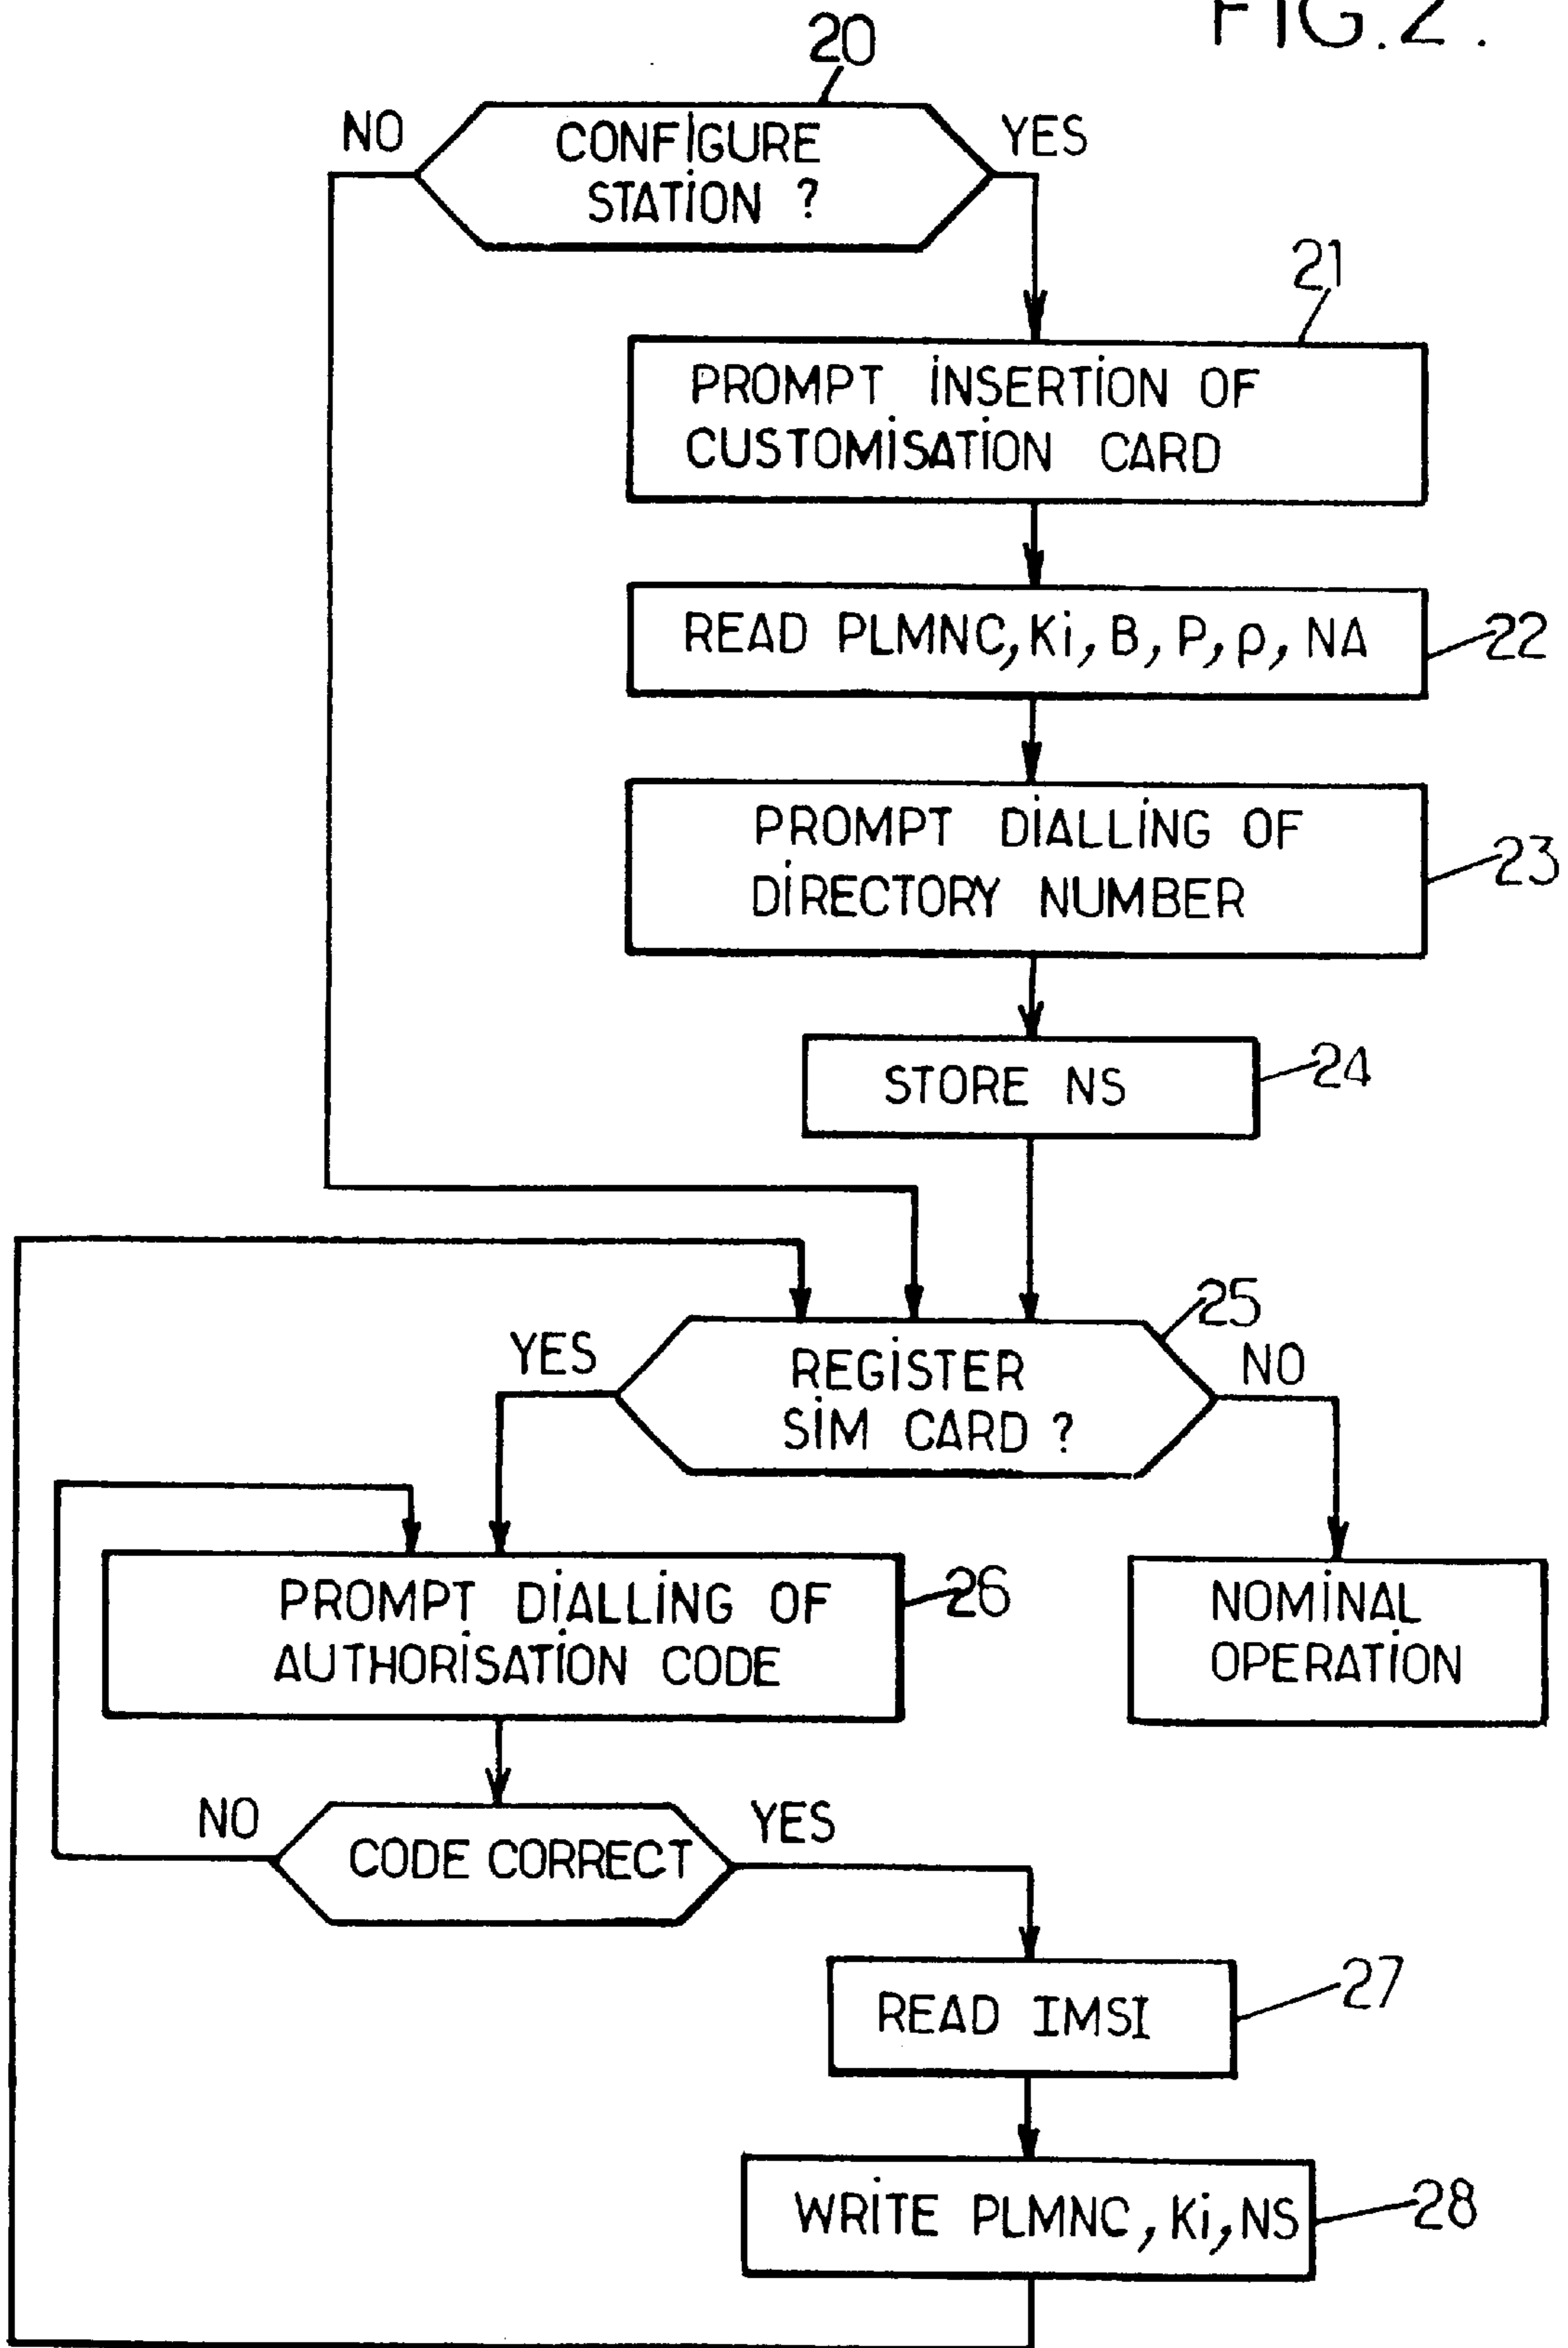 FIG.2.
20
NO
YES
CONFIGURE
STATION ?
21
PROMPT INSERTION OF
CUSTOMISATION CARD
READ PLMNC, Ki, B, P, ρ, NA
22
PROMPT DIALLING OF
DIRECTORY NUMBER
23
STORE NS
24
25
YES
NO
REGISTER
SIM CARD ?
PROMPT DIALLING OF
AUTHORISATION CODE
26
NOMINAL
OPERATION
NO
YES
CODE CORRECT
READ IMSI
27
WRITE PLMNC, Ki, NS
28